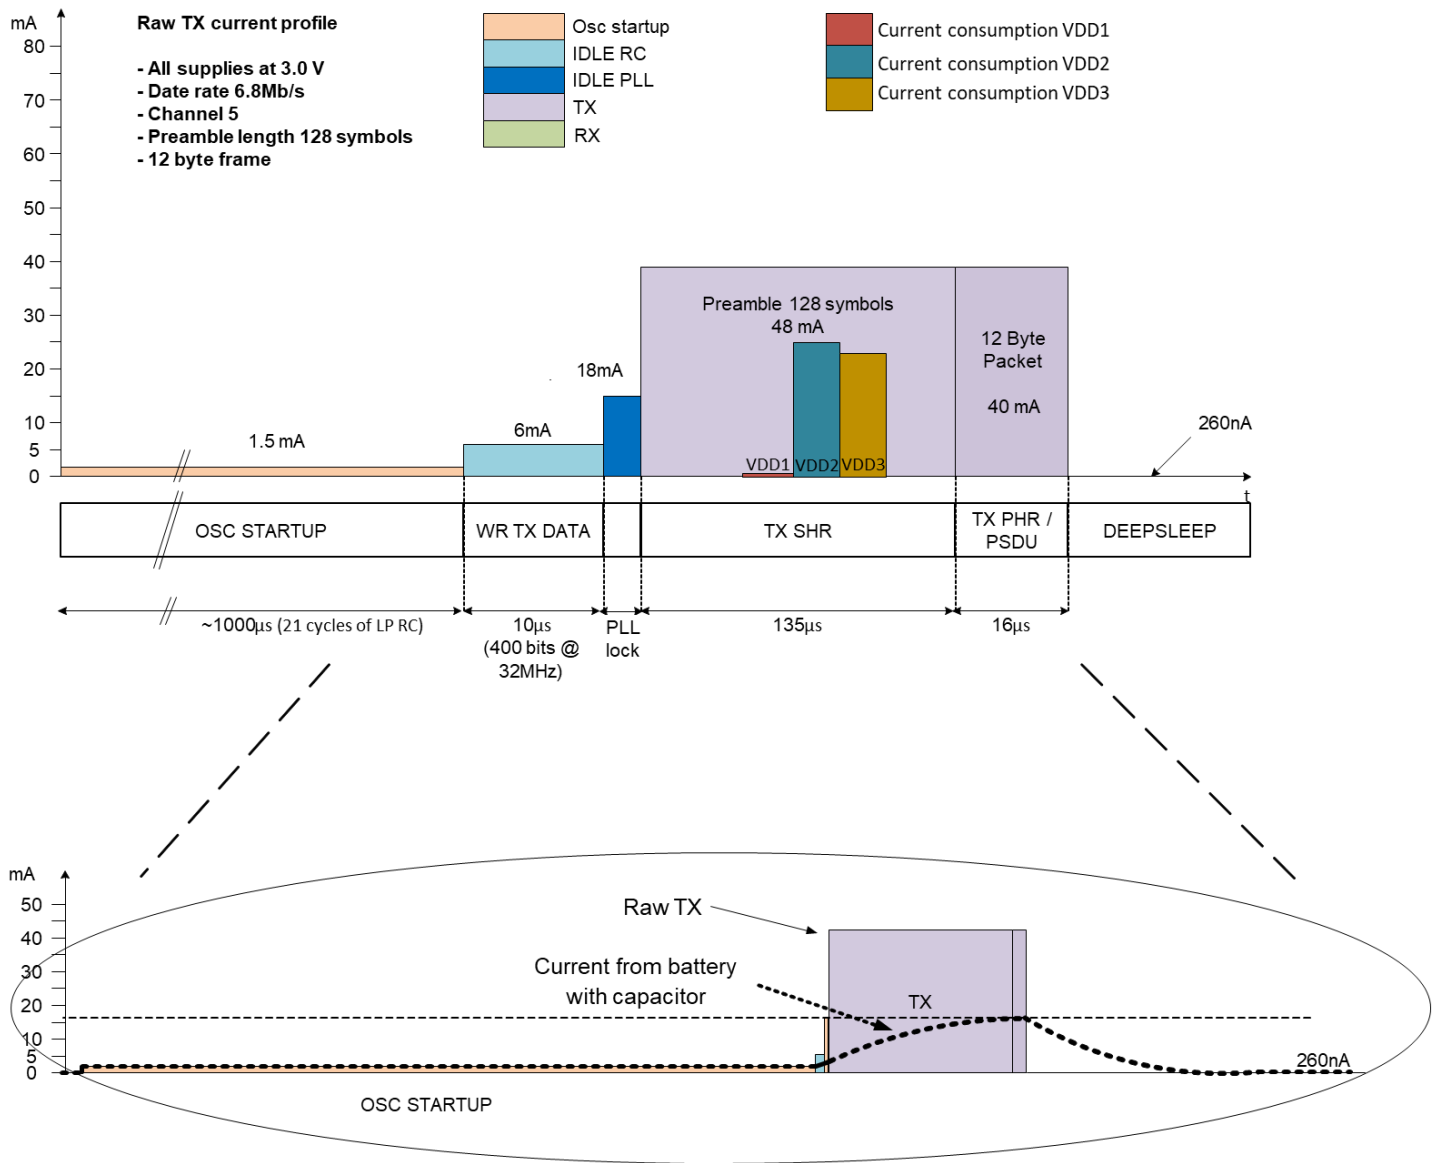 mA
Raw TX current profile
- All supplies at 3.0 V
- Date rate 6.8Mb/s
- Channel 5
- Preamble length 128 symbols
- 12 byte frame
Osc startup
IDLE RC
IDLE PLL
TX
RX
Current consumption VDD1
Current consumption VDD2
Current consumption VDD3
80
70
60
50
40
30
20
10
5
0
1.5 mA
6mA
18mA
Preamble 128 symbols
48 mA
VDD1
VDD2
VDD3
12 Byte
Packet
40 mA
260nA
t
OSC STARTUP
WR TX DATA
TX SHR
TX PHR /
PSDU
DEEPSLEEP
~1000µs (21 cycles of LP RC)
10µs
(400 bits @
32MHz)
PLL
lock
135µs
16µs
mA
50
40
30
20
10
5
0
Raw TX
Current from battery
with capacitor
TX
260nA
OSC STARTUP